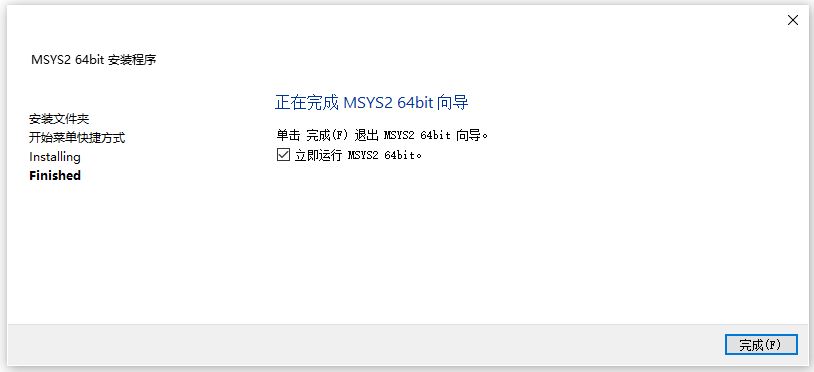 MSYS2 64bit 安装程序
安装文件夹
开始菜单快捷方式
Installing
Finished
正在完成 MSYS2 64bit 向导
单击 完成(F) 退出 MSYS2 64bit 向导。
立即运行 MSYS2 64bit。
完成(F)